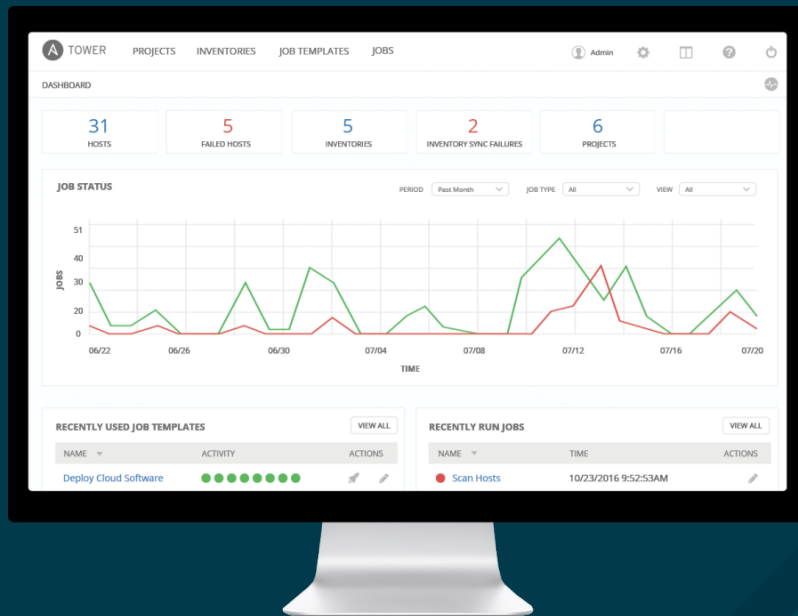 A TOWER PROJECTS INVENTORIES JOB TEMPLATES JOBS Admin ?
DASHBOARD
31 5 5 2 6
HOSTS FAILED HOSTS INVENTORIES INVENTORY SYNC FAILURES PROJECTS
JOB STATUS PERIOD Past Month JOB TYPE All VIEW All
51
40
30
20
0
JOBS
06/22 06/26 06/30 07/04 07/08 07/12 07/16 07/20
TIME
RECENTLY USED JOB TEMPLATES VIEW ALL
NAME ACTIVITY ACTIONS
Deploy Cloud Software
RECENTLY RUN JOBS VIEW ALL
NAME TIME ACTIONS
Scan Hosts 10/23/2016 9:52:53AM